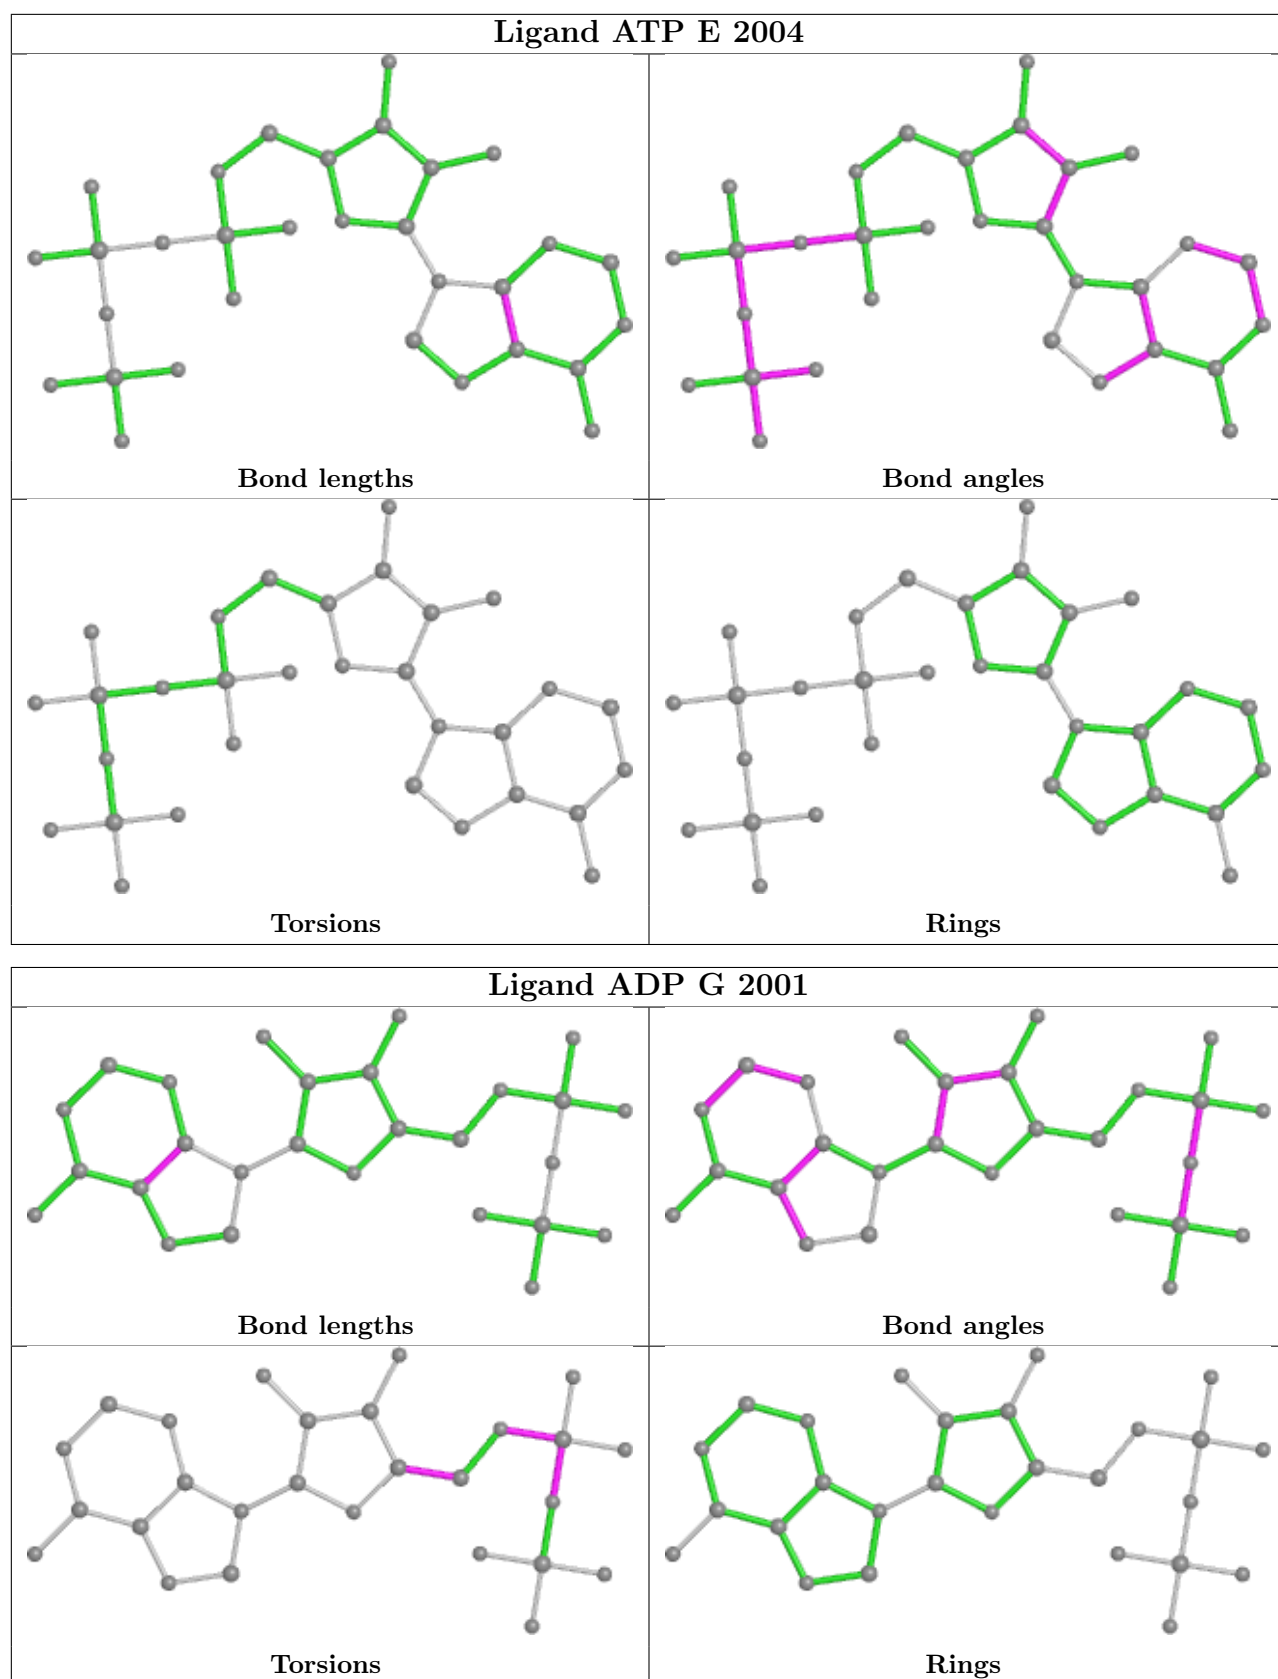 Ligand ATP E 2004
Bond lengths
Bond angles
Torsions
Rings
Ligand ADP G 2001
Bond lengths
Bond angles
Torsions
Rings